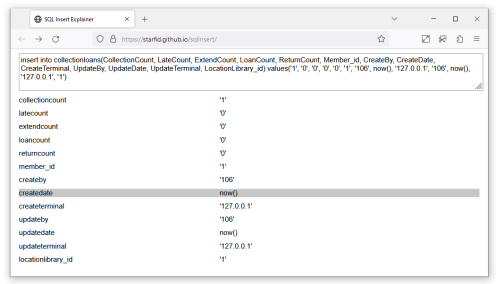 SQL Insert Explainer
https://starfid.github.io/sqlinsert/
insert into collectionloans(CollectionCount, LateCount, ExtendCount, LoanCount, ReturnCount, Member_id, CreateBy, CreateDate,
CreateTerminal, UpdateBy, UpdateDate, UpdateTerminal, LocationLibrary_id) values('1', '0', '0', '0', '0', '1', '106', now(), '127.0.0.1', '106', now(),
'127.0.0.1', '1')
collectioncount '1'
latecount '0'
extendcount '0'
loancount '0'
returncount '0'
member_id '1'
createby '106'
createdate now()
createterminal '127.0.0.1'
updateby '106'
updatedate now()
updateterminal '127.0.0.1'
locationlibrary_id '1'